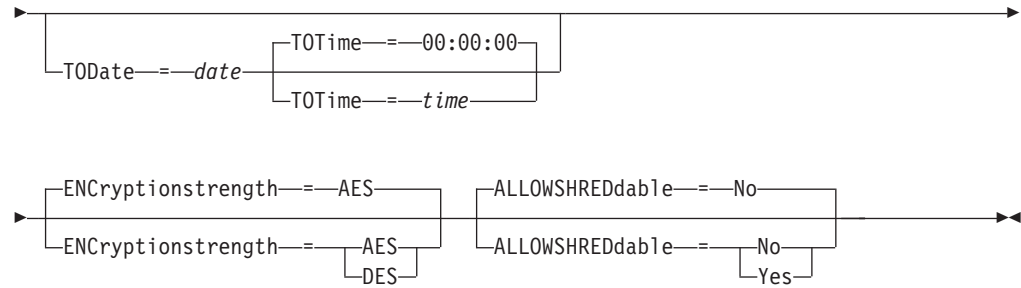 TOTime = 00:00:00
TODate = date
TOTime = time
ENCryptionstrength = AES ALLOWSHREDdable = No
ENCryptionstrength = AES ALLOWSHREDdable = No
DES Yes